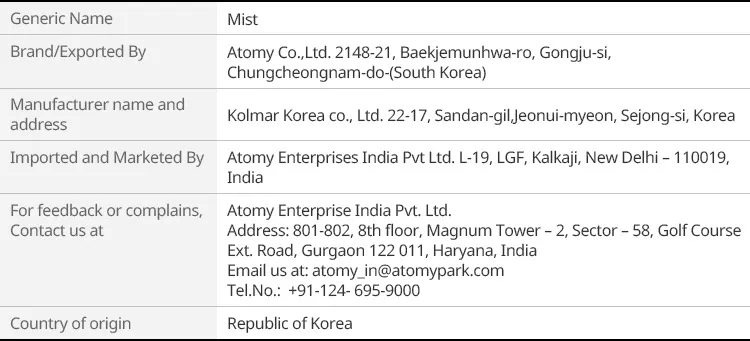 Generic Name
Mist
Brand/Exported By
Atomy Co.,Ltd. 2148-21, Baekjemunhwa-ro, Gongju-si,
Chungcheongnam-do-(South Korea)
Manufacturer name and
address
Kolmar Korea co., Ltd. 22-17, Sandan-gil,Jeonui-myeon, Sejong-si, Korea
Imported and Marketed By
Atomy Enterprises India Pvt Ltd. L-19, LGF, Kalkaji, New Delhi – 110019,
India
For feedback or complains,
Contact us at
Atomy Enterprise India Pvt. Ltd.
Address: 801-802, 8th floor, Magnum Tower – 2, Sector – 58, Golf Course
Ext. Road, Gurgaon 122 011, Haryana, India
Email us at: atomy_in@atomypark.com
Tel.No.: +91-124- 695-9000
Country of origin
Republic of Korea